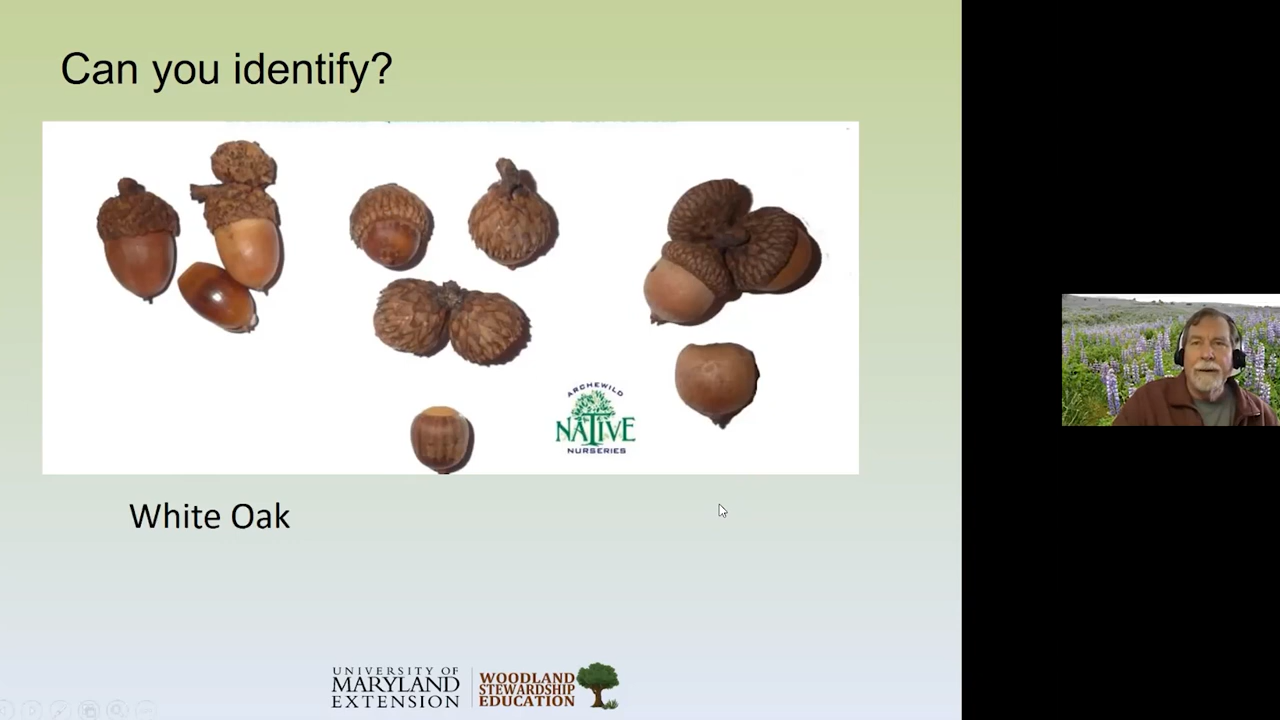 Can you identify?
ARCHEWILD
NATIVE
NURSERIES
White Oak
UNIVERSITY OF
MARYLAND
EXTENSION
WOODLAND
STEWARDSHIP
EDUCATION